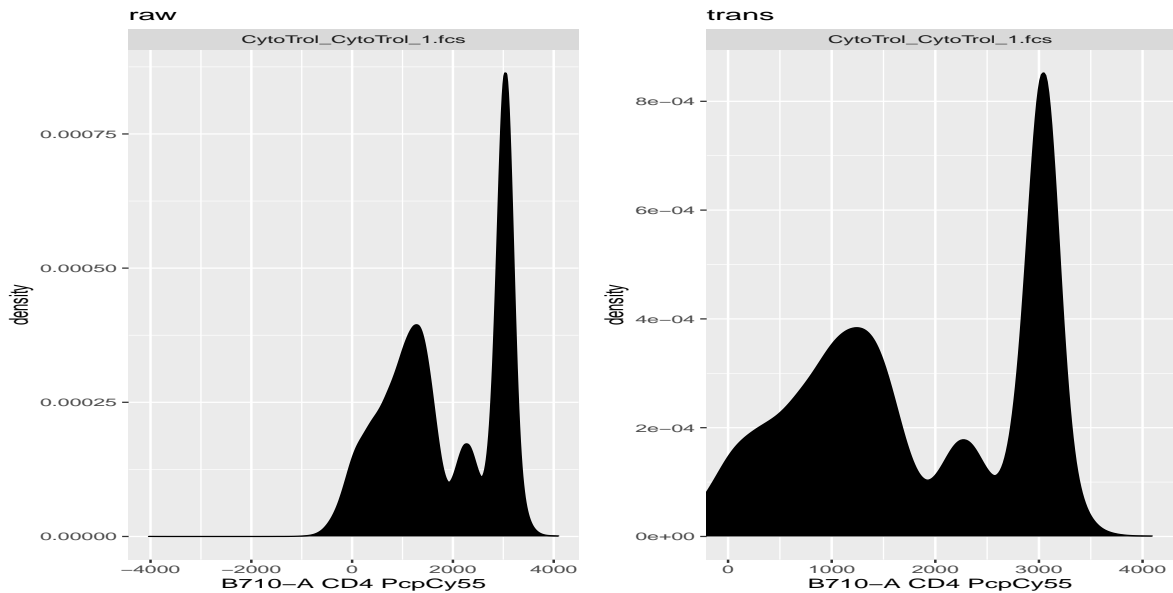 raw
CytoTrol_CytoTrol_1.fcs
0.00075
0.00050
0.00025
0.00000
density
−4000 −2000 0 2000 4000
B710−A CD4 PcpCy55
trans
CytoTrol_CytoTrol_1.fcs
8e−04
6e−04
4e−04
2e−04
0e+00
density
0 1000 2000 3000 4000
B710−A CD4 PcpCy55